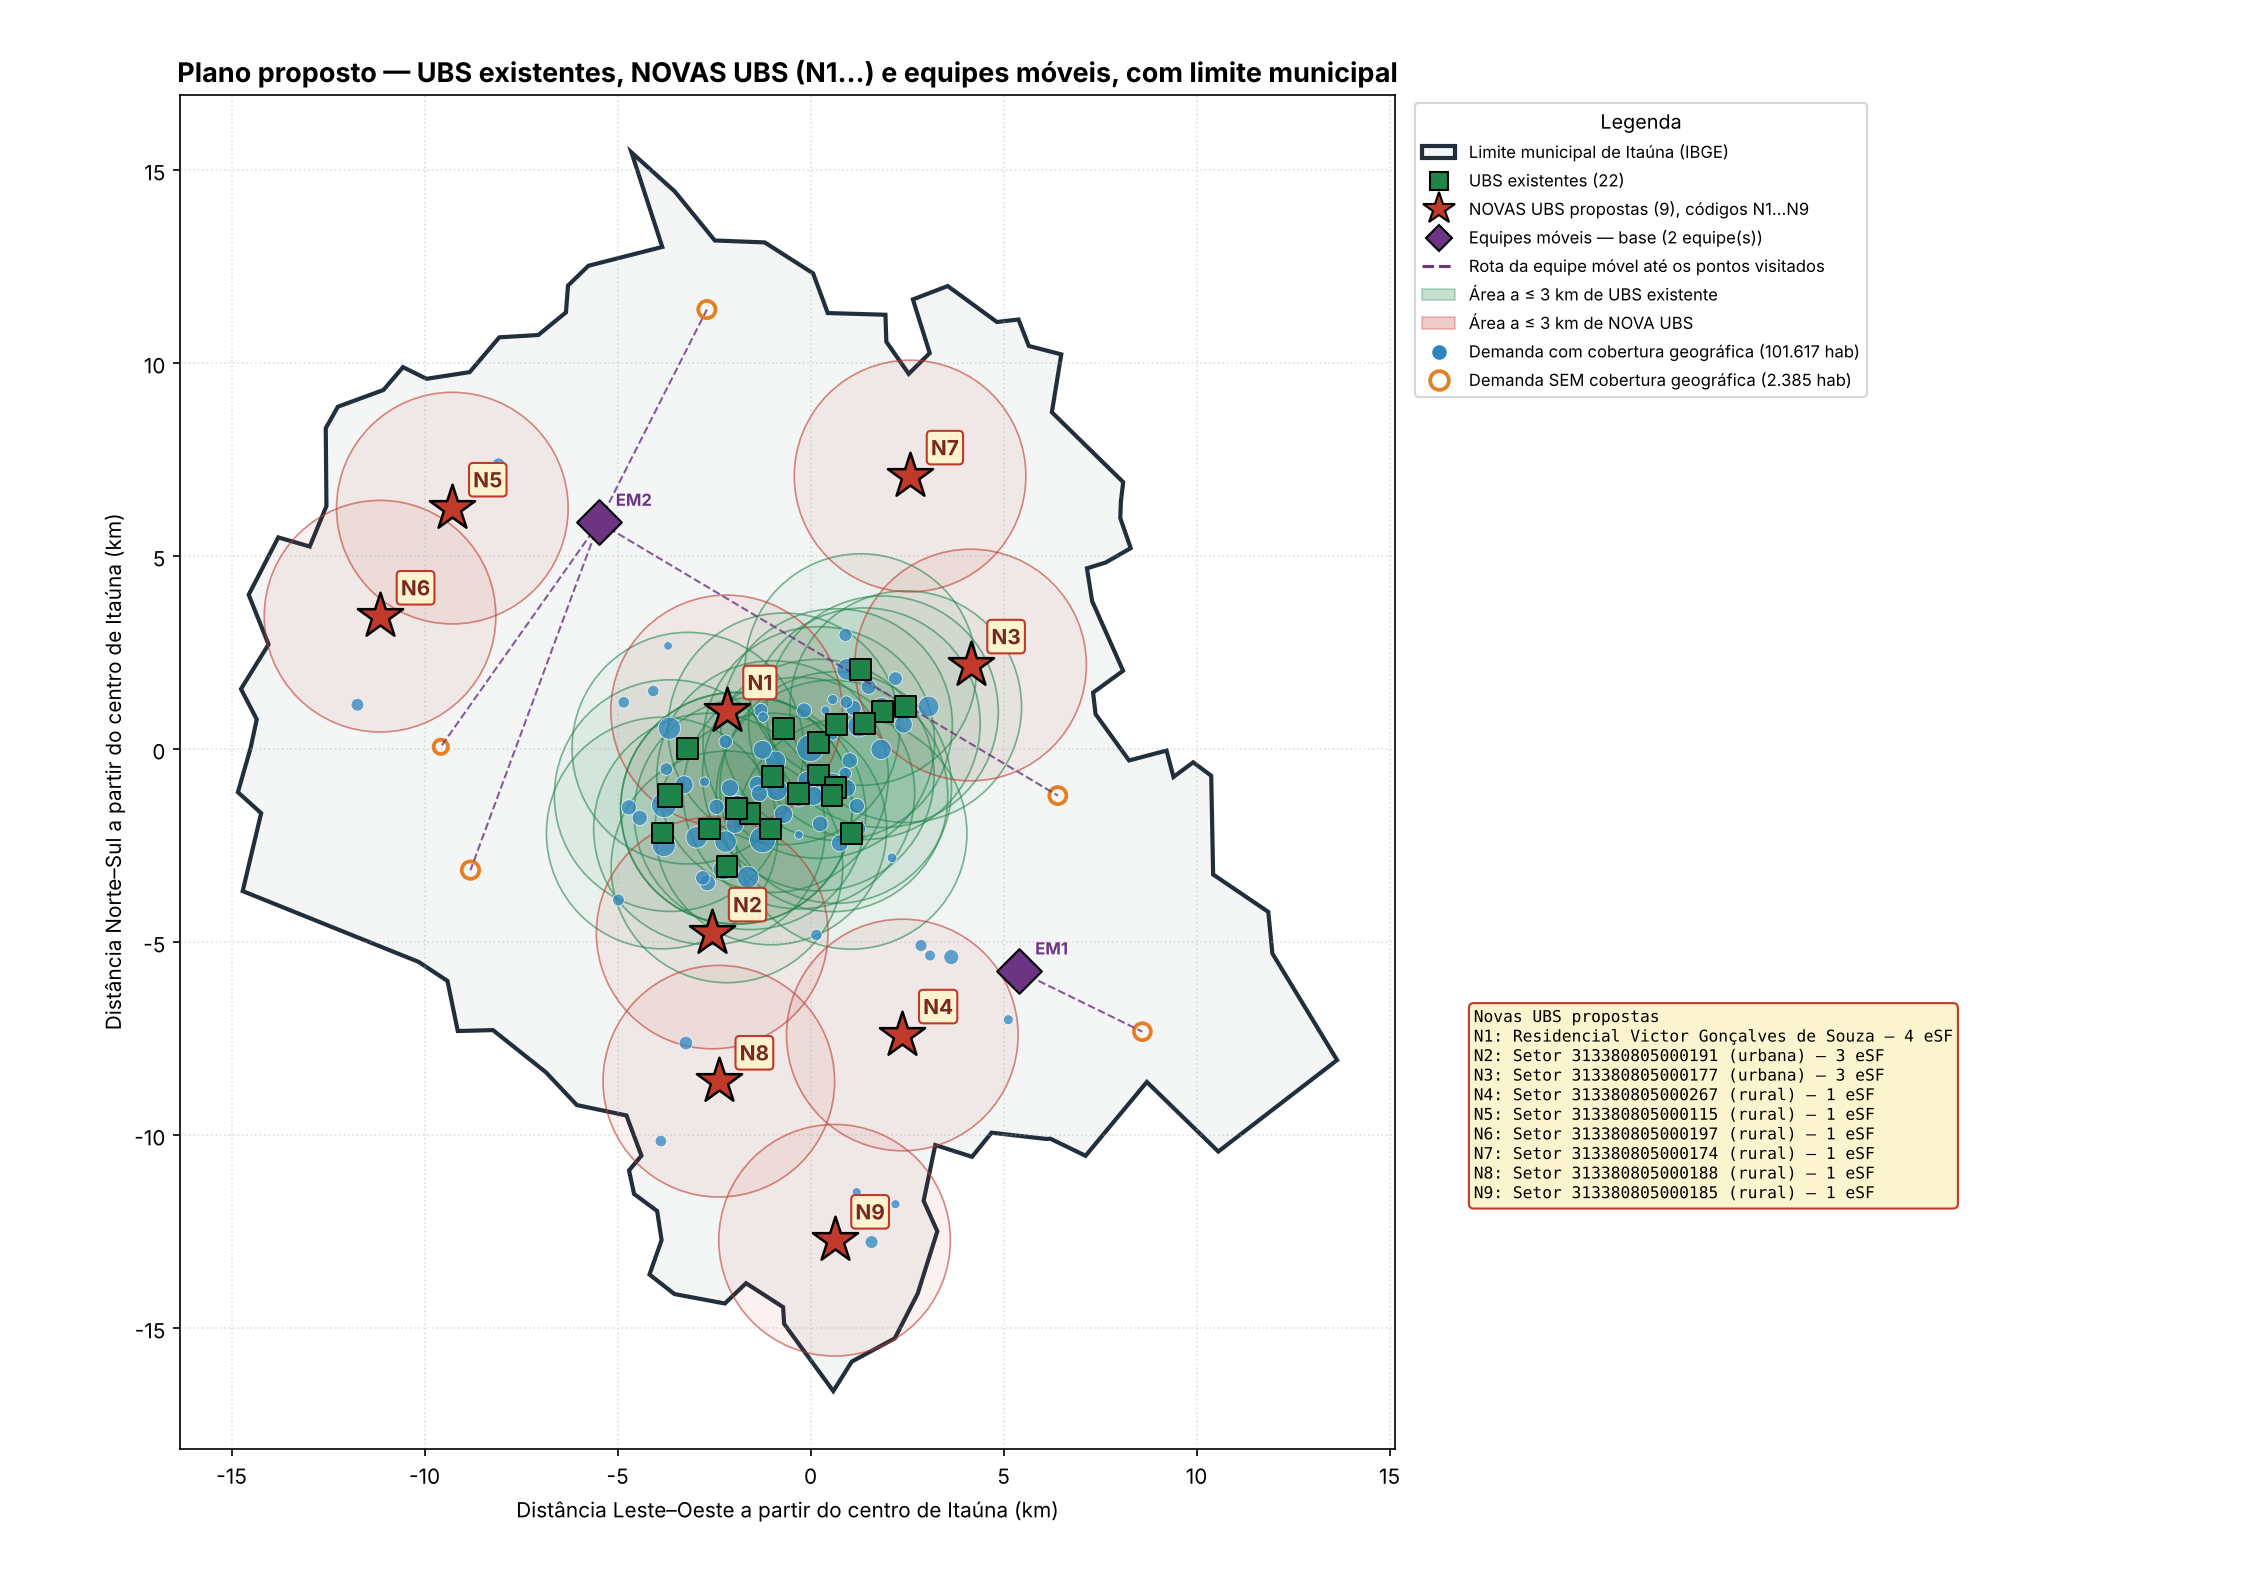 Plano proposto — UBS existentes, NOVAS UBS (N1...) e equipes móveis, com limite municipal
Distância Norte–Sul a partir do centro de Itaúna (km)
15
10
5
0
-5
-10
-15
-15
-10
-5
0
5
10
15
Distância Leste–Oeste a partir do centro de Itaúna (km)
N7
N5
EM2
N6
N3
N1
N2
EM1
N4
N8
N9
Legenda
Limite municipal de Itaúna (IBGE)
UBS existentes (22)
NOVAS UBS propostas (9), códigos N1...N9
Equipes móveis — base (2 equipe(s))
Rota da equipe móvel até os pontos visitados
Área a ≤ 3 km de UBS existente
Área a ≤ 3 km de NOVA UBS
Demanda com cobertura geográfica (101.617 hab)
Demanda SEM cobertura geográfica (2.385 hab)
Novas UBS propostas
N1: Residencial Victor Gonçalves de Souza — 4 eSF
N2: Setor 313380805000191 (urbana) — 3 eSF
N3: Setor 313380805000177 (urbana) — 3 eSF
N4: Setor 313380805000267 (rural) — 1 eSF
N5: Setor 313380805000115 (rural) — 1 eSF
N6: Setor 313380805000197 (rural) — 1 eSF
N7: Setor 313380805000174 (rural) — 1 eSF
N8: Setor 313380805000188 (rural) — 1 eSF
N9: Setor 313380805000185 (rural) — 1 eSF